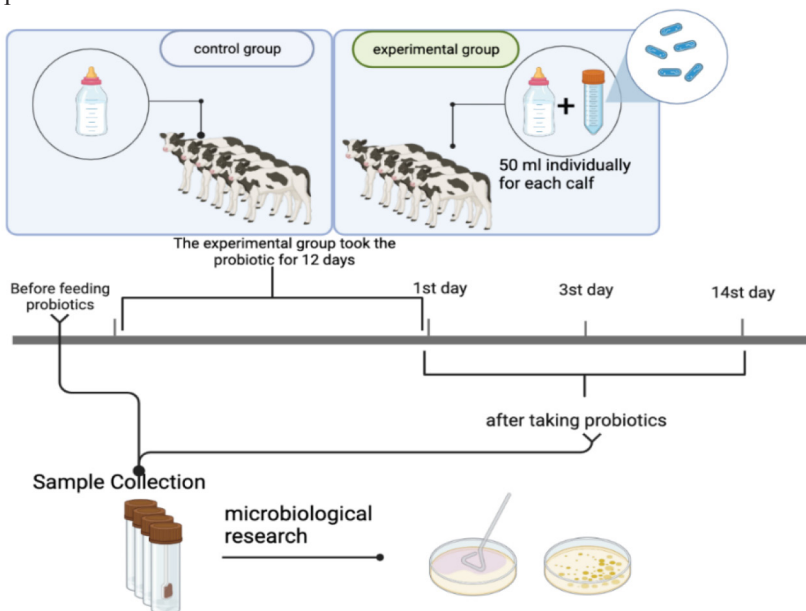 control group
experimental group
+
50 ml individually
for each calf
The experimental group took the
probiotic for 12 days
Before feeding
probiotics
1st day
3st day
14st day
after taking probiotics
Sample Collection
microbiological
research